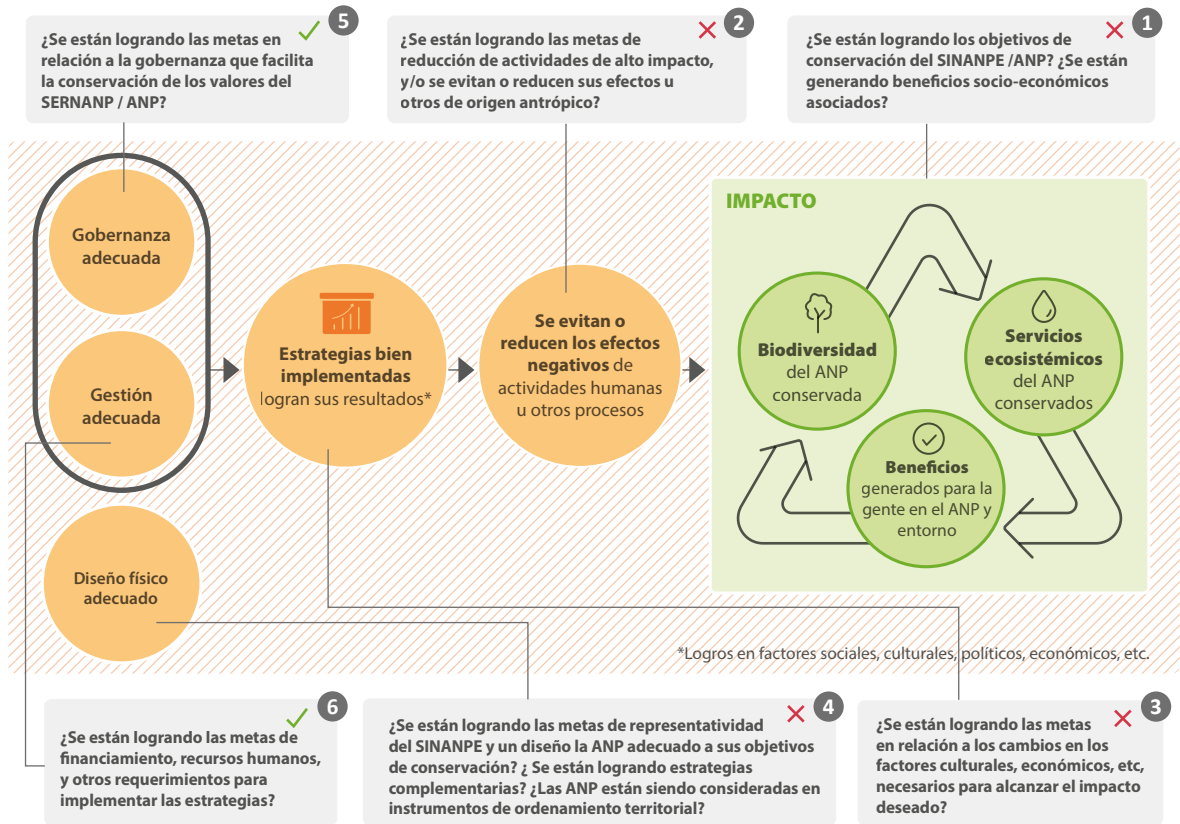 5
¿Se están logrando las metas en
relación a la gobernanza que facilita
la conservación de los valores del
SERNANP / ANP?
2
¿Se están logrando las metas de
reducción de actividades de alto impacto,
y/o se evitan o reducen sus efectos u
otros de origen antrópico?
1
¿Se están logrando los objetivos de
conservación del SINANPE /ANP? ¿Se están
generando beneficios socio-económicos
asociados?
Gobernanza
adecuada
Gestión
adecuada
Diseño físico
adecuado
Estrategias bien
implementadas
logran sus resultados*
Se evitan o
reducen los efectos
negativos de
actividades humanas
u otros procesos
IMPACTO
Biodiversidad
del ANP
conservada
Servicios
ecosistémicos
del ANP
conservados
Beneficios
generados para la
gente en el ANP y
entorno
*Logros en factores sociales, culturales, políticos, económicos, etc.
6
¿Se están logrando las metas de
financiamiento, recursos humanos,
y otros requerimientos para
implementar las estrategias?
4
¿Se están logrando las metas de representatividad
del SINANPE y un diseño la ANP adecuado a sus objetivos
de conservación? ¿ Se están logrando estrategias
complementarias? ¿Las ANP están siendo consideradas en
instrumentos de ordenamiento territorial?
3
¿Se están logrando las metas
en relación a los cambios en los
factores culturales, económicos, etc,
necesarios para alcanzar el impacto
deseado?